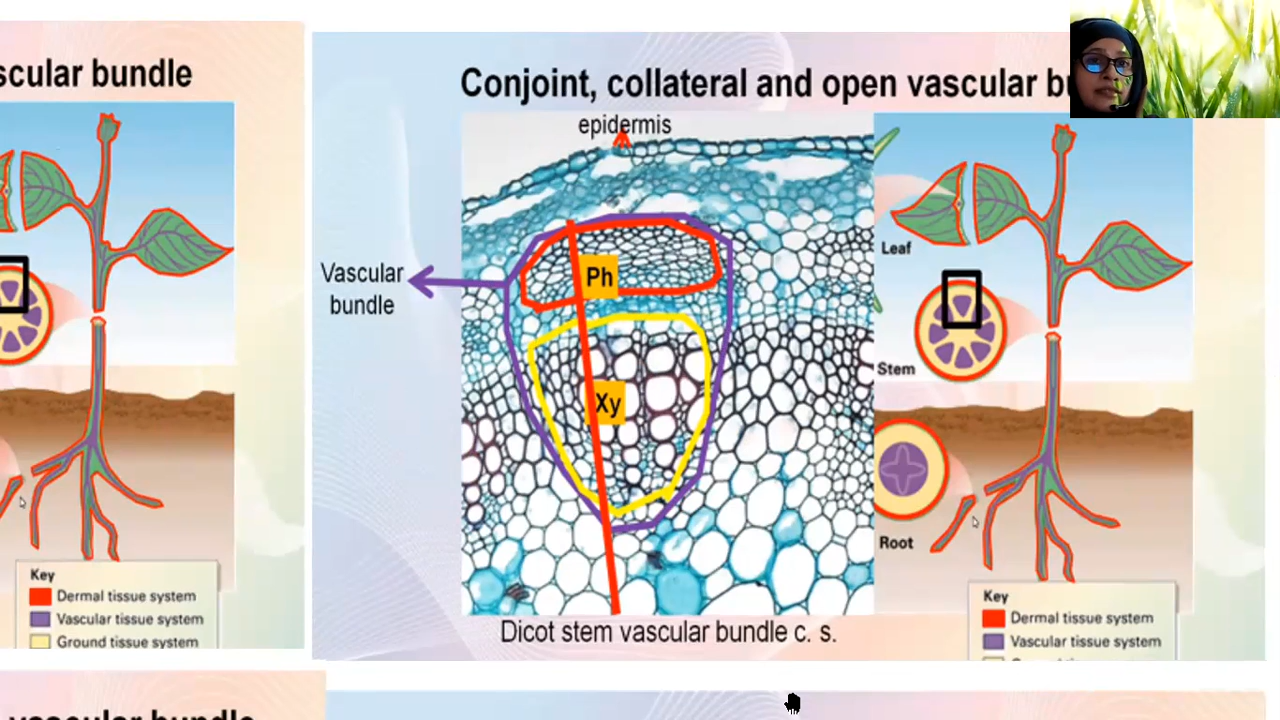 scular bundle
Key
Dermal tissue system
Vascular tissue system
Ground tissue system
Conjoint, collateral and open vascular
epidermis
Vascular
bundle
Ph
Xy
Dicot stem vascular bundle c. s.
Leaf
Stem
Root
Key
Dermal tissue system
Vascular tissue system
vascular bundle